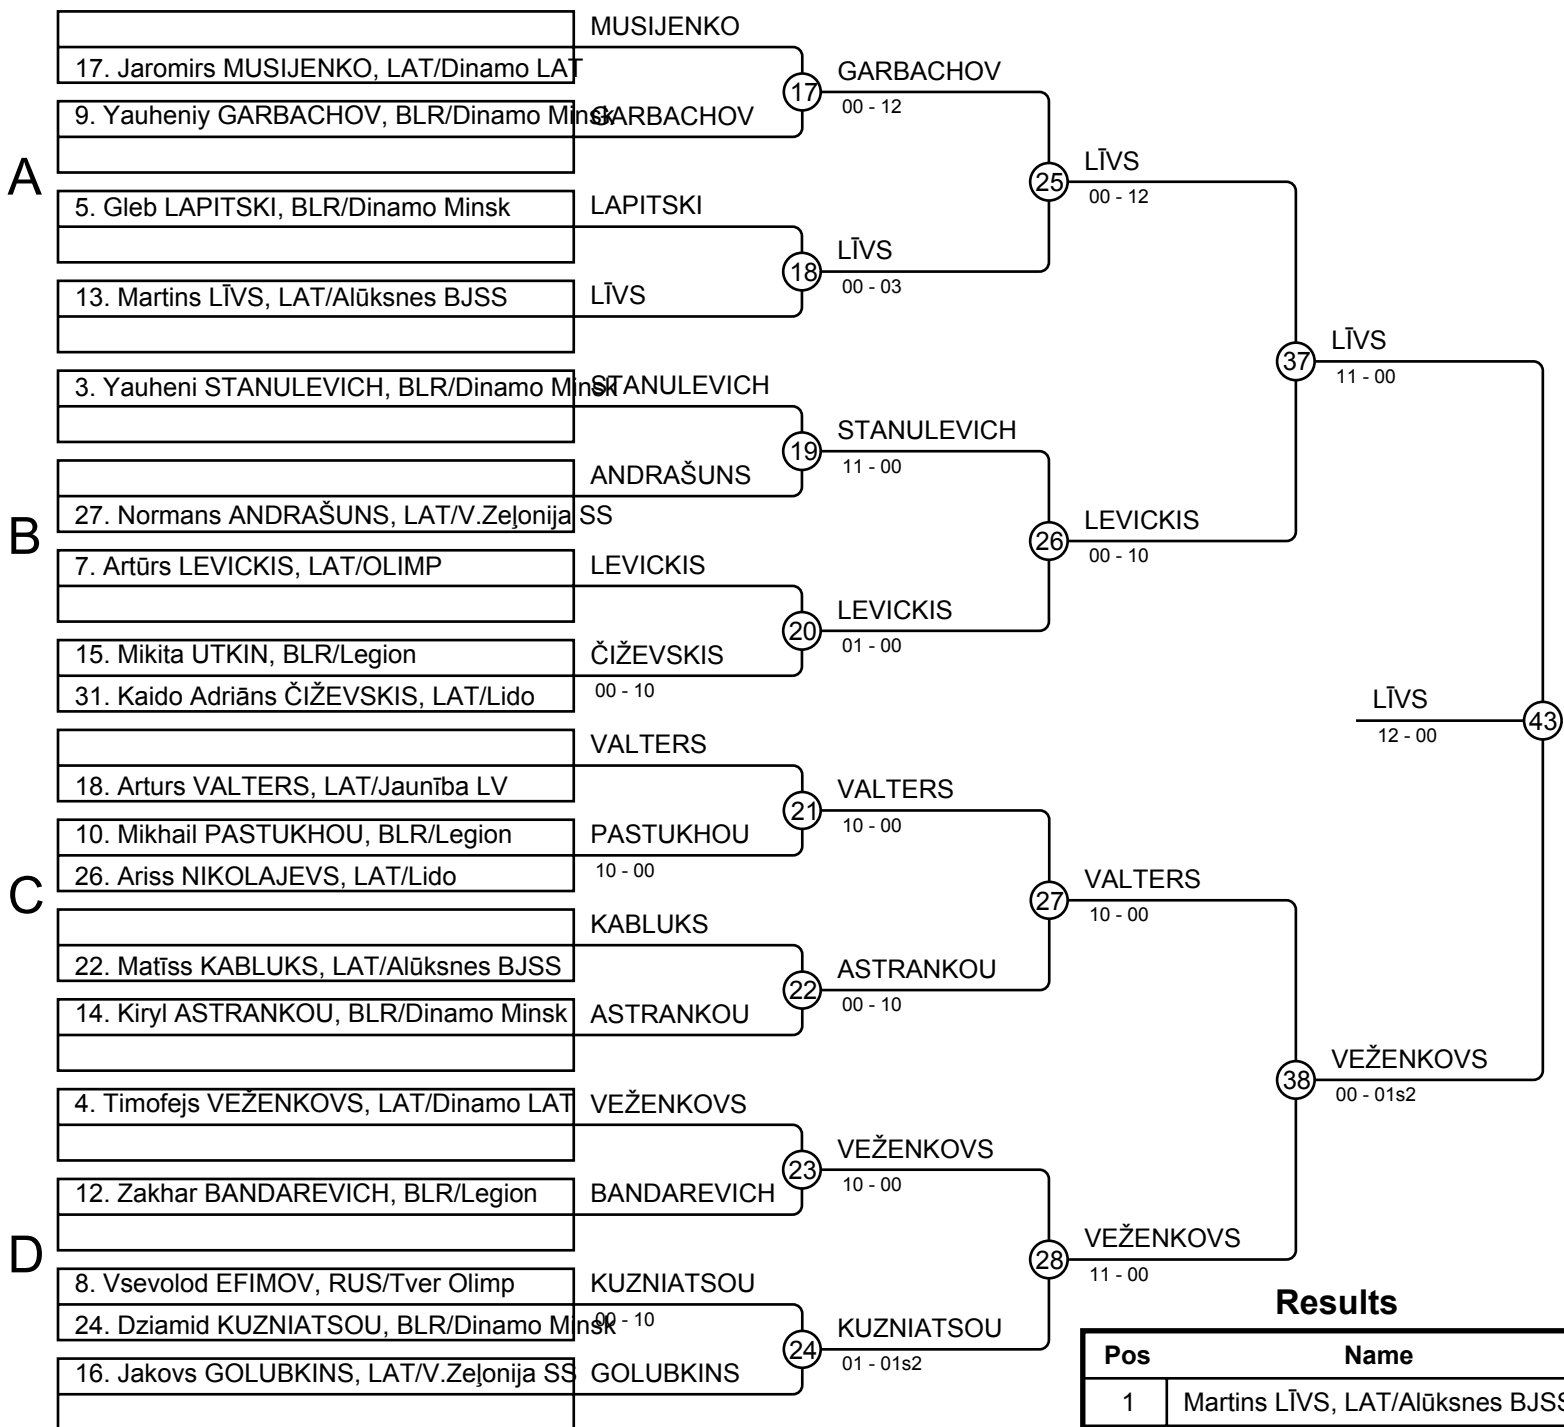 MUSIJENKO
17. Jaromirs MUSIJENKO, LAT/Dinamo LAT
17
GARBACHOV
00 - 12
9. Yauheniy GARBACHOV, BLR/Dinamo Minsk
GARBACHOV
A
25
LĪVS
00 - 12
5. Gleb LAPITSKI, BLR/Dinamo Minsk
LAPITSKI
18
LĪVS
00 - 03
13. Martins LĪVS, LAT/Alūksnes BJSS
LĪVS
37
LĪVS
11 - 00
3. Yauheni STANULEVICH, BLR/Dinamo Minsk
STANULEVICH
19
STANULEVICH
11 - 00
ANDRAŠUNS
27. Normans ANDRAŠUNS, LAT/V.Zeļonija SS
B
26
LEVICKIS
00 - 10
7. Artūrs LEVICKIS, LAT/OLIMP
LEVICKIS
20
LEVICKIS
01 - 00
15. Mikita UTKIN, BLR/Legion
ČIŽEVSKIS
00 - 10
31. Kaido Adriāns ČIŽEVSKIS, LAT/Lido
LĪVS
12 - 00
43
VALTERS
18. Arturs VALTERS, LAT/Jaunība LV
21
VALTERS
10 - 00
10. Mikhail PASTUKHOU, BLR/Legion
PASTUKHOU
10 - 00
26. Ariss NIKOLAJEVS, LAT/Lido
C
27
VALTERS
10 - 00
KABLUKS
22. Matīss KABLUKS, LAT/Alūksnes BJSS
22
ASTRANKOU
00 - 10
14. Kiryl ASTRANKOU, BLR/Dinamo Minsk
ASTRANKOU
38
VEŽENKOVS
00 - 01s2
4. Timofejs VEŽENKOVS, LAT/Dinamo LAT
VEŽENKOVS
23
VEŽENKOVS
10 - 00
12. Zakhar BANDAREVICH, BLR/Legion
BANDAREVICH
D
28
VEŽENKOVS
11 - 00
8. Vsevolod EFIMOV, RUS/Tver Olimp
KUZNIATSOU
00 - 10
24. Dziamid KUZNIATSOU, BLR/Dinamo Minsk
24
KUZNIATSOU
01 - 01s2
16. Jakovs GOLUBKINS, LAT/V.Zeļonija SS
GOLUBKINS
Results
Pos Name
1 Martins LĪVS, LAT/Alūksnes BJSS